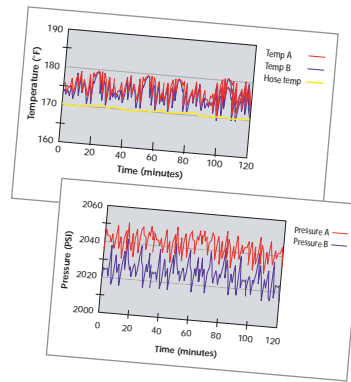 190
180
170
160
Temperature (°F)
0 20 40 60 80 100 120
Time (minutes)
Temp A
Temp B
Hose temp
2060
2040
2020
2000
Pressure (PSI)
0 20 40 60 80 100 120
Time (minutes)
Pressure A
Pressure B